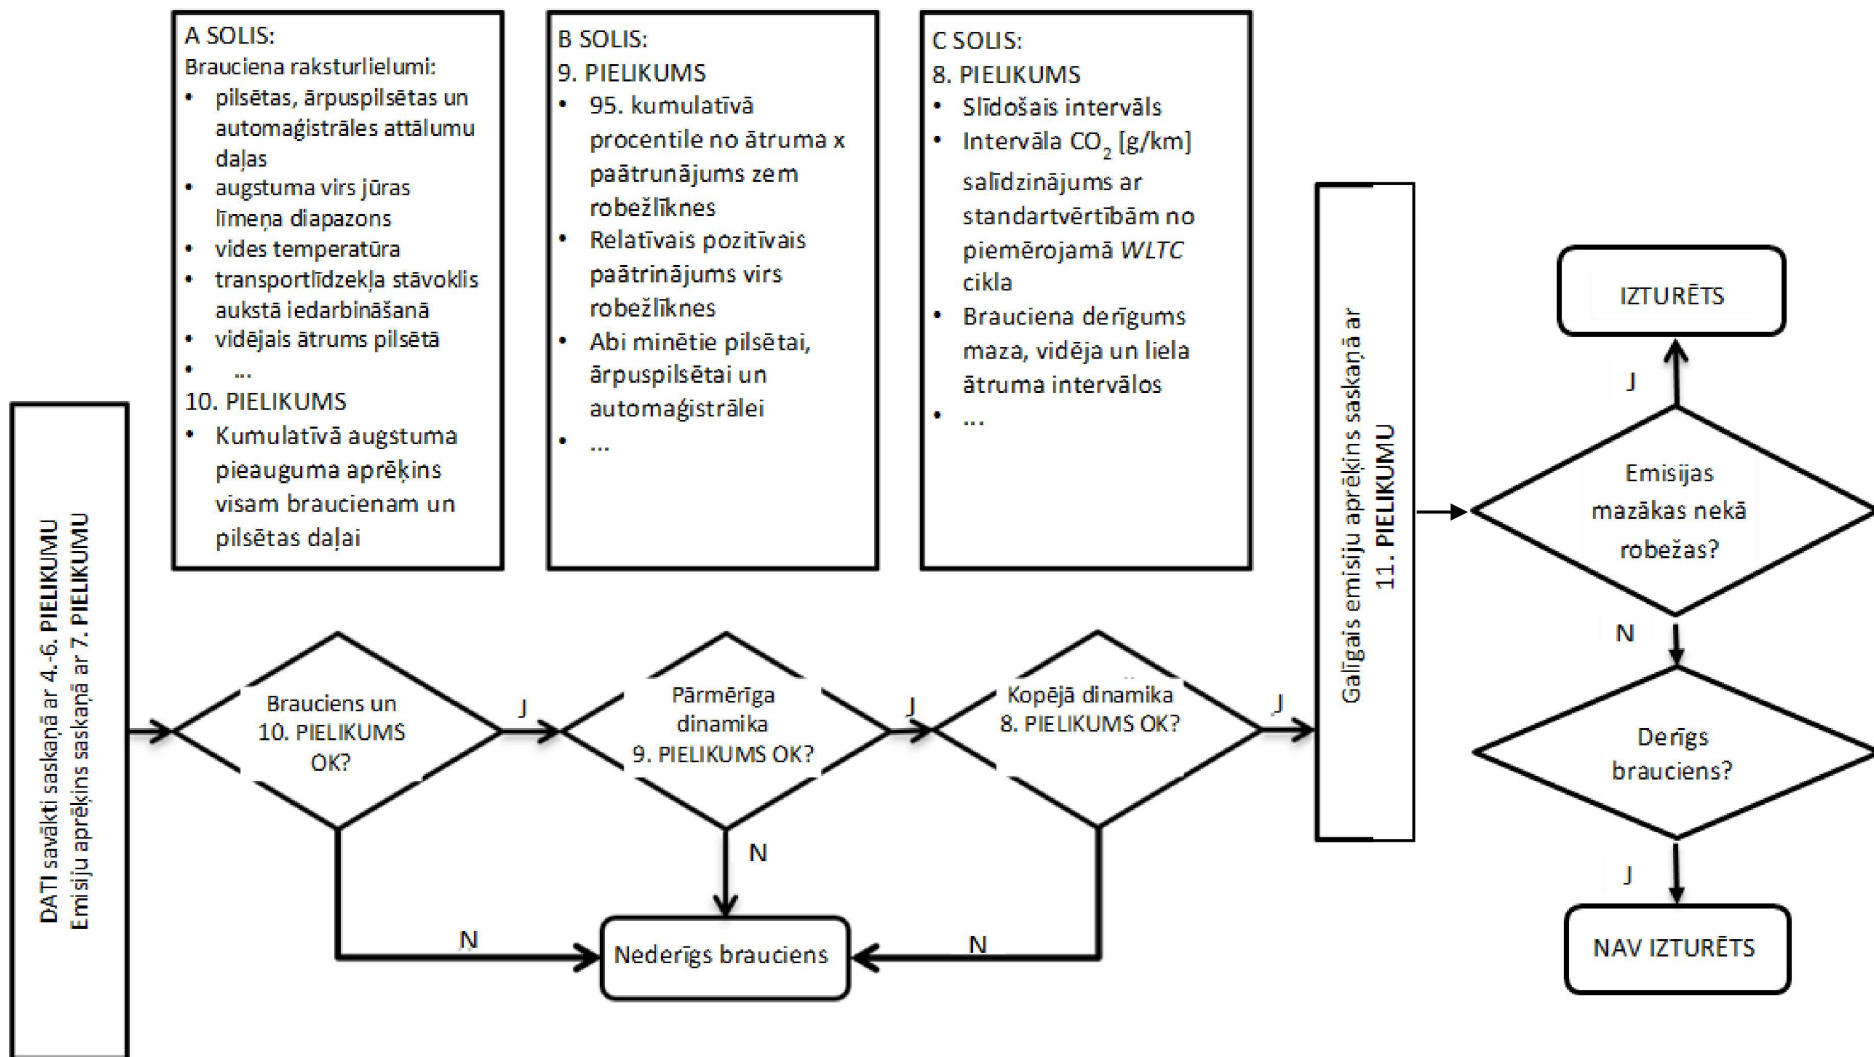 A SOLIS:
Brauciena raksturlielumi:
• pilsētas, ārpuspilsētas un
automaģistrāles attālumu
daļas
• augstuma virs jūras
līmeņa diapazons
• vides temperatūra
• transportlīdzekļa stāvoklis
aukstā iedarbināšanā
• vidējais ātrums pilsētā
• ...
10. PIELIKUMS
• Kumulatīvā augstuma
pieauguma aprēķins
visam braucienam un
pilsētas daļai
B SOLIS:
9. PIELIKUMS
• 95. kumulatīvā
procentile no ātruma x
paātrunājums zem
robežlīknes
• Relatīvais pozitīvais
paātrinājums virs
robežlīknes
• Abi minētie pilsētai,
ārpuspilsētai un
automaģistrālei
• ...
C SOLIS:
8. PIELIKUMS
• Slīdošais intervāls
• Intervāla CO₂ [g/km]
salīdzinājums ar
standartvērtībām no
piemērojamā WLTC
cikla
• Brauciena derīgums
maza, vidēja un liela
ātruma intervālos
• ...
DATI savākti saskaņā ar 4.-6. PIELIKUMU
Emisiju aprēķins saskaņā ar 7. PIELIKUMU
Brauciens un
10. PIELIKUMS
OK?
J
N
Pārmērīga
dinamika
9. PIELIKUMS OK?
J
N
Kopējā dinamika
8. PIELIKUMS OK?
J
N
Nederīgs brauciens
Galīgais emisiju aprēķins saskaņā ar
11. PIELIKUMU
IZTURĒTS
J
Emisijas
mazākas nekā
robežas?
N
Derīgs
brauciens?
J
NAV IZTURĒTS